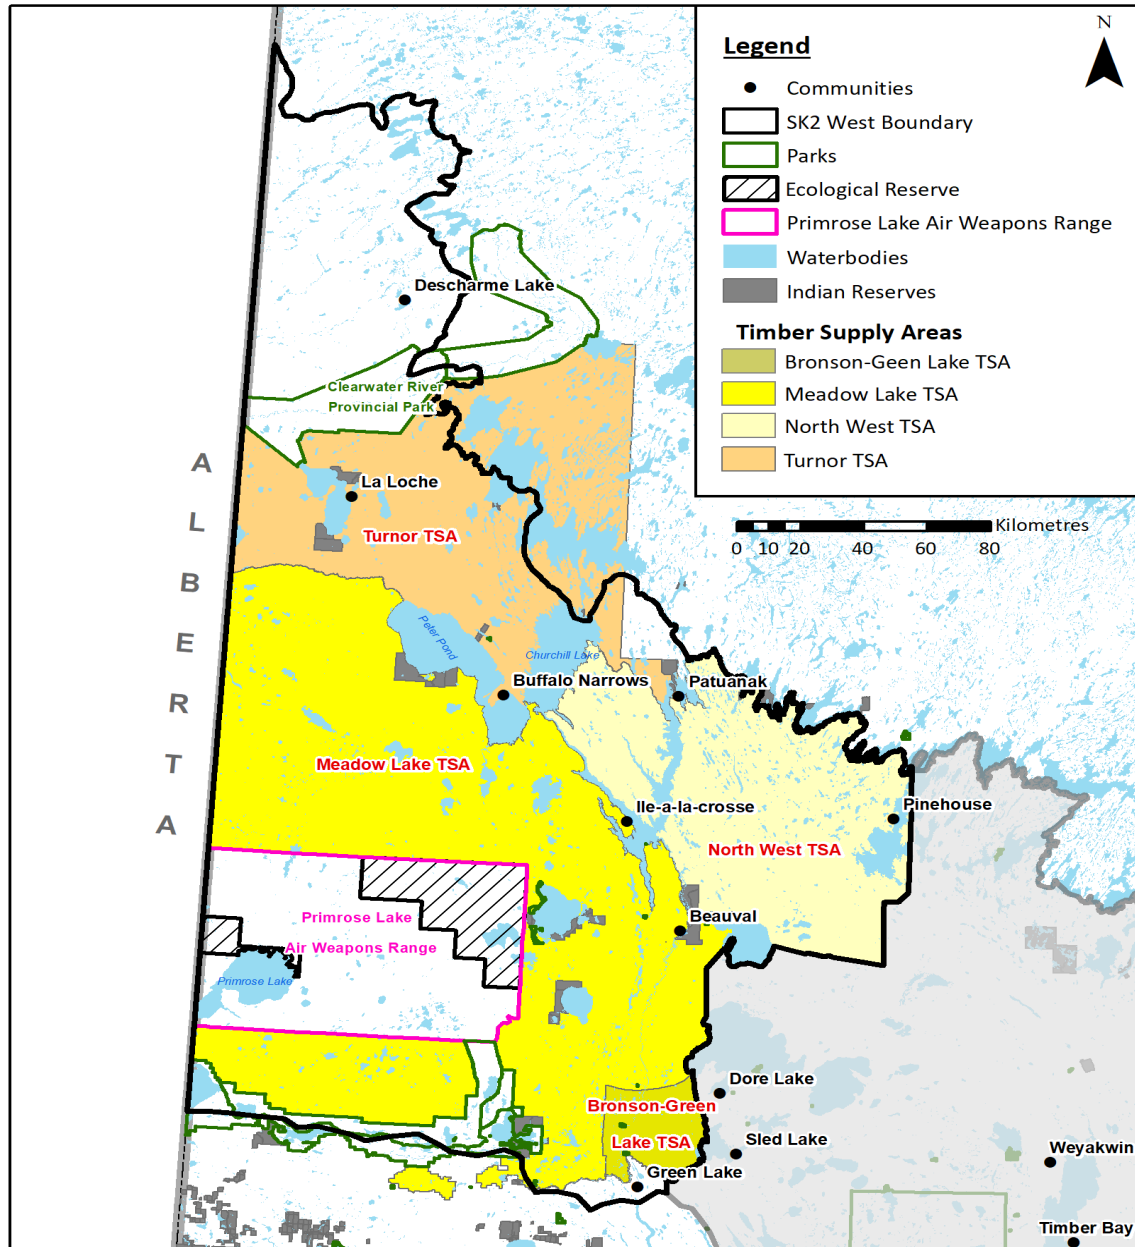 N
Legend
Communities
SK2 West Boundary
Parks
Ecological Reserve
Primrose Lake Air Weapons Range
Waterbodies
Indian Reserves
Timber Supply Areas
Bronson-Geen Lake TSA
Meadow Lake TSA
North West TSA
Turnor TSA
Kilometres
0 10 20 40 60 80
Descharme Lake
Clearwater River
Provincial Park
ALBERTA
La Loche
Turnor TSA
Peter Pond
Churchill Lake
Buffalo Narrows
Patuanak
Meadow Lake TSA
Ile-a-la-crosse
Pinehouse
North West TSA
Primrose Lake
Air Weapons Range
Beauval
Primrose Lake
Dore Lake
Bronson-Green
Lake TSA
Sled Lake
Weyakwin
Green Lake
Timber Bay